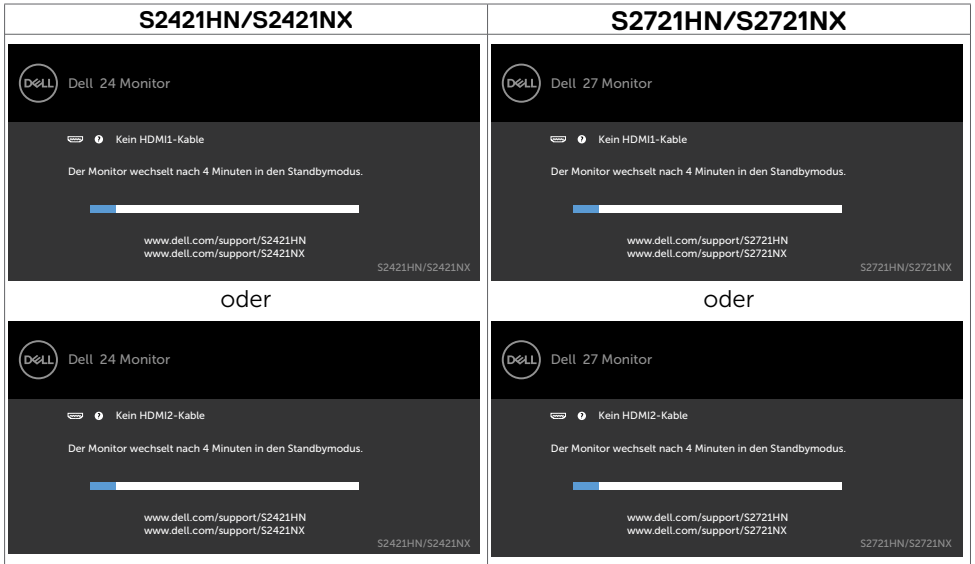 S2421HN/S2421NX
S2721HN/S2721NX
DELL
Dell 24 Monitor
Kein HDMI1-Kable
Der Monitor wechselt nach 4 Minuten in den Standbymodus.
www.dell.com/support/S2421HN
www.dell.com/support/S2421NX
S2421HN/S2421NX
DELL
Dell 27 Monitor
Kein HDMI1-Kable
Der Monitor wechselt nach 4 Minuten in den Standbymodus.
www.dell.com/support/S2721HN
www.dell.com/support/S2721NX
S2721HN/S2721NX
oder
oder
DELL
Dell 24 Monitor
Kein HDMI2-Kable
Der Monitor wechselt nach 4 Minuten in den Standbymodus.
www.dell.com/support/S2421HN
www.dell.com/support/S2421NX
S2421HN/S2421NX
DELL
Dell 27 Monitor
Kein HDMI2-Kable
Der Monitor wechselt nach 4 Minuten in den Standbymodus.
www.dell.com/support/S2721HN
www.dell.com/support/S2721NX
S2721HN/S2721NX